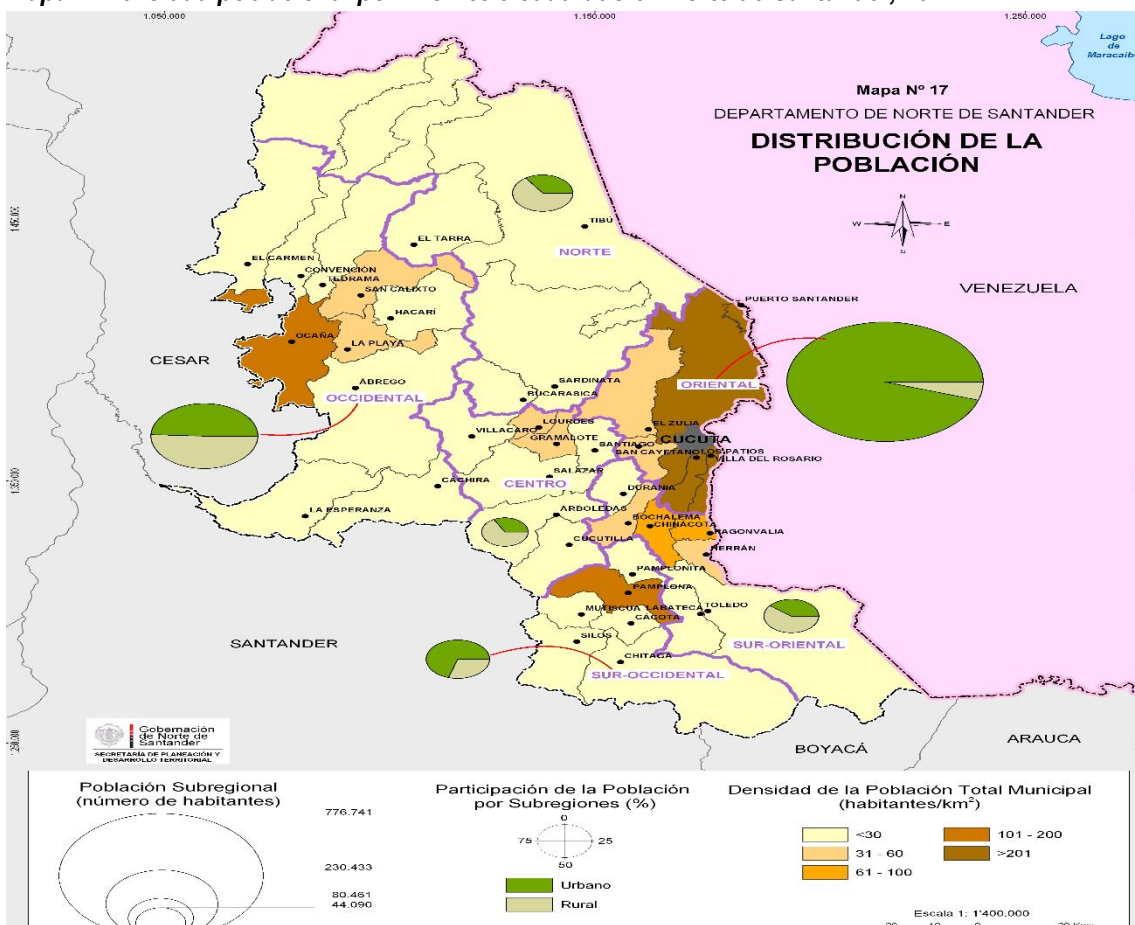 1.050.000
1.150.000
1.250.000
Lago
de
Maracaibo
Mapa Nº 17
DEPARTAMENTO DE NORTE DE SANTANDER
DISTRIBUCIÓN DE LA
POBLACIÓN
N
W
E
S
TIBÚ
NORTE
EL TARRA
EL CARMEN
CONVENCIÓN
TEORAMA
SAN CALIXTO
HACARÍ
PUERTO SANTANDER
VENEZUELA
OCAÑA
LA PLAYA
CESAR
ÁBREGO
OCCIDENTAL
SARDINATA
BUCARASICA
ORIENTAL
LOURDES
EL ZULIA
VILLACARO
GRAMALOTE
CÚCUTA
SANTIAGO
SAN CAYETANO
LOS PATIOS
VILLA DEL ROSARIO
SALAZAR
CENTRO
CACHIRA
DURANIA
LA ESPERANZA
ARBOLEDAS
BOCHALEMA
CHINÁCOTA
RAGONVALIA
CUCUTILLA
HERRÁN
PAMPLONITA
PAMPLONA
MUTISCUA
LABATECA
TOLEDO
CÁCOTA
SANTANDER
SILOS
SUR-ORIENTAL
CHITAGÁ
SUR-OCCIDENTAL
Gobernación
de Norte de
Santander
SECRETARÍA DE PLANEACIÓN Y
DESARROLLO TERRITORIAL
BOYACÁ
ARAUCA
Población Subregional
(número de habitantes)
776.741
230.433
80.461
44.090
Participación de la Población
por Subregiones (%)
0
75
25
50
Urbano
Rural
Densidad de la Población Total Municipal
(habitantes/km²)
<30
31 - 60
61 - 100
101 - 200
>201
Escala 1: 1'400.000